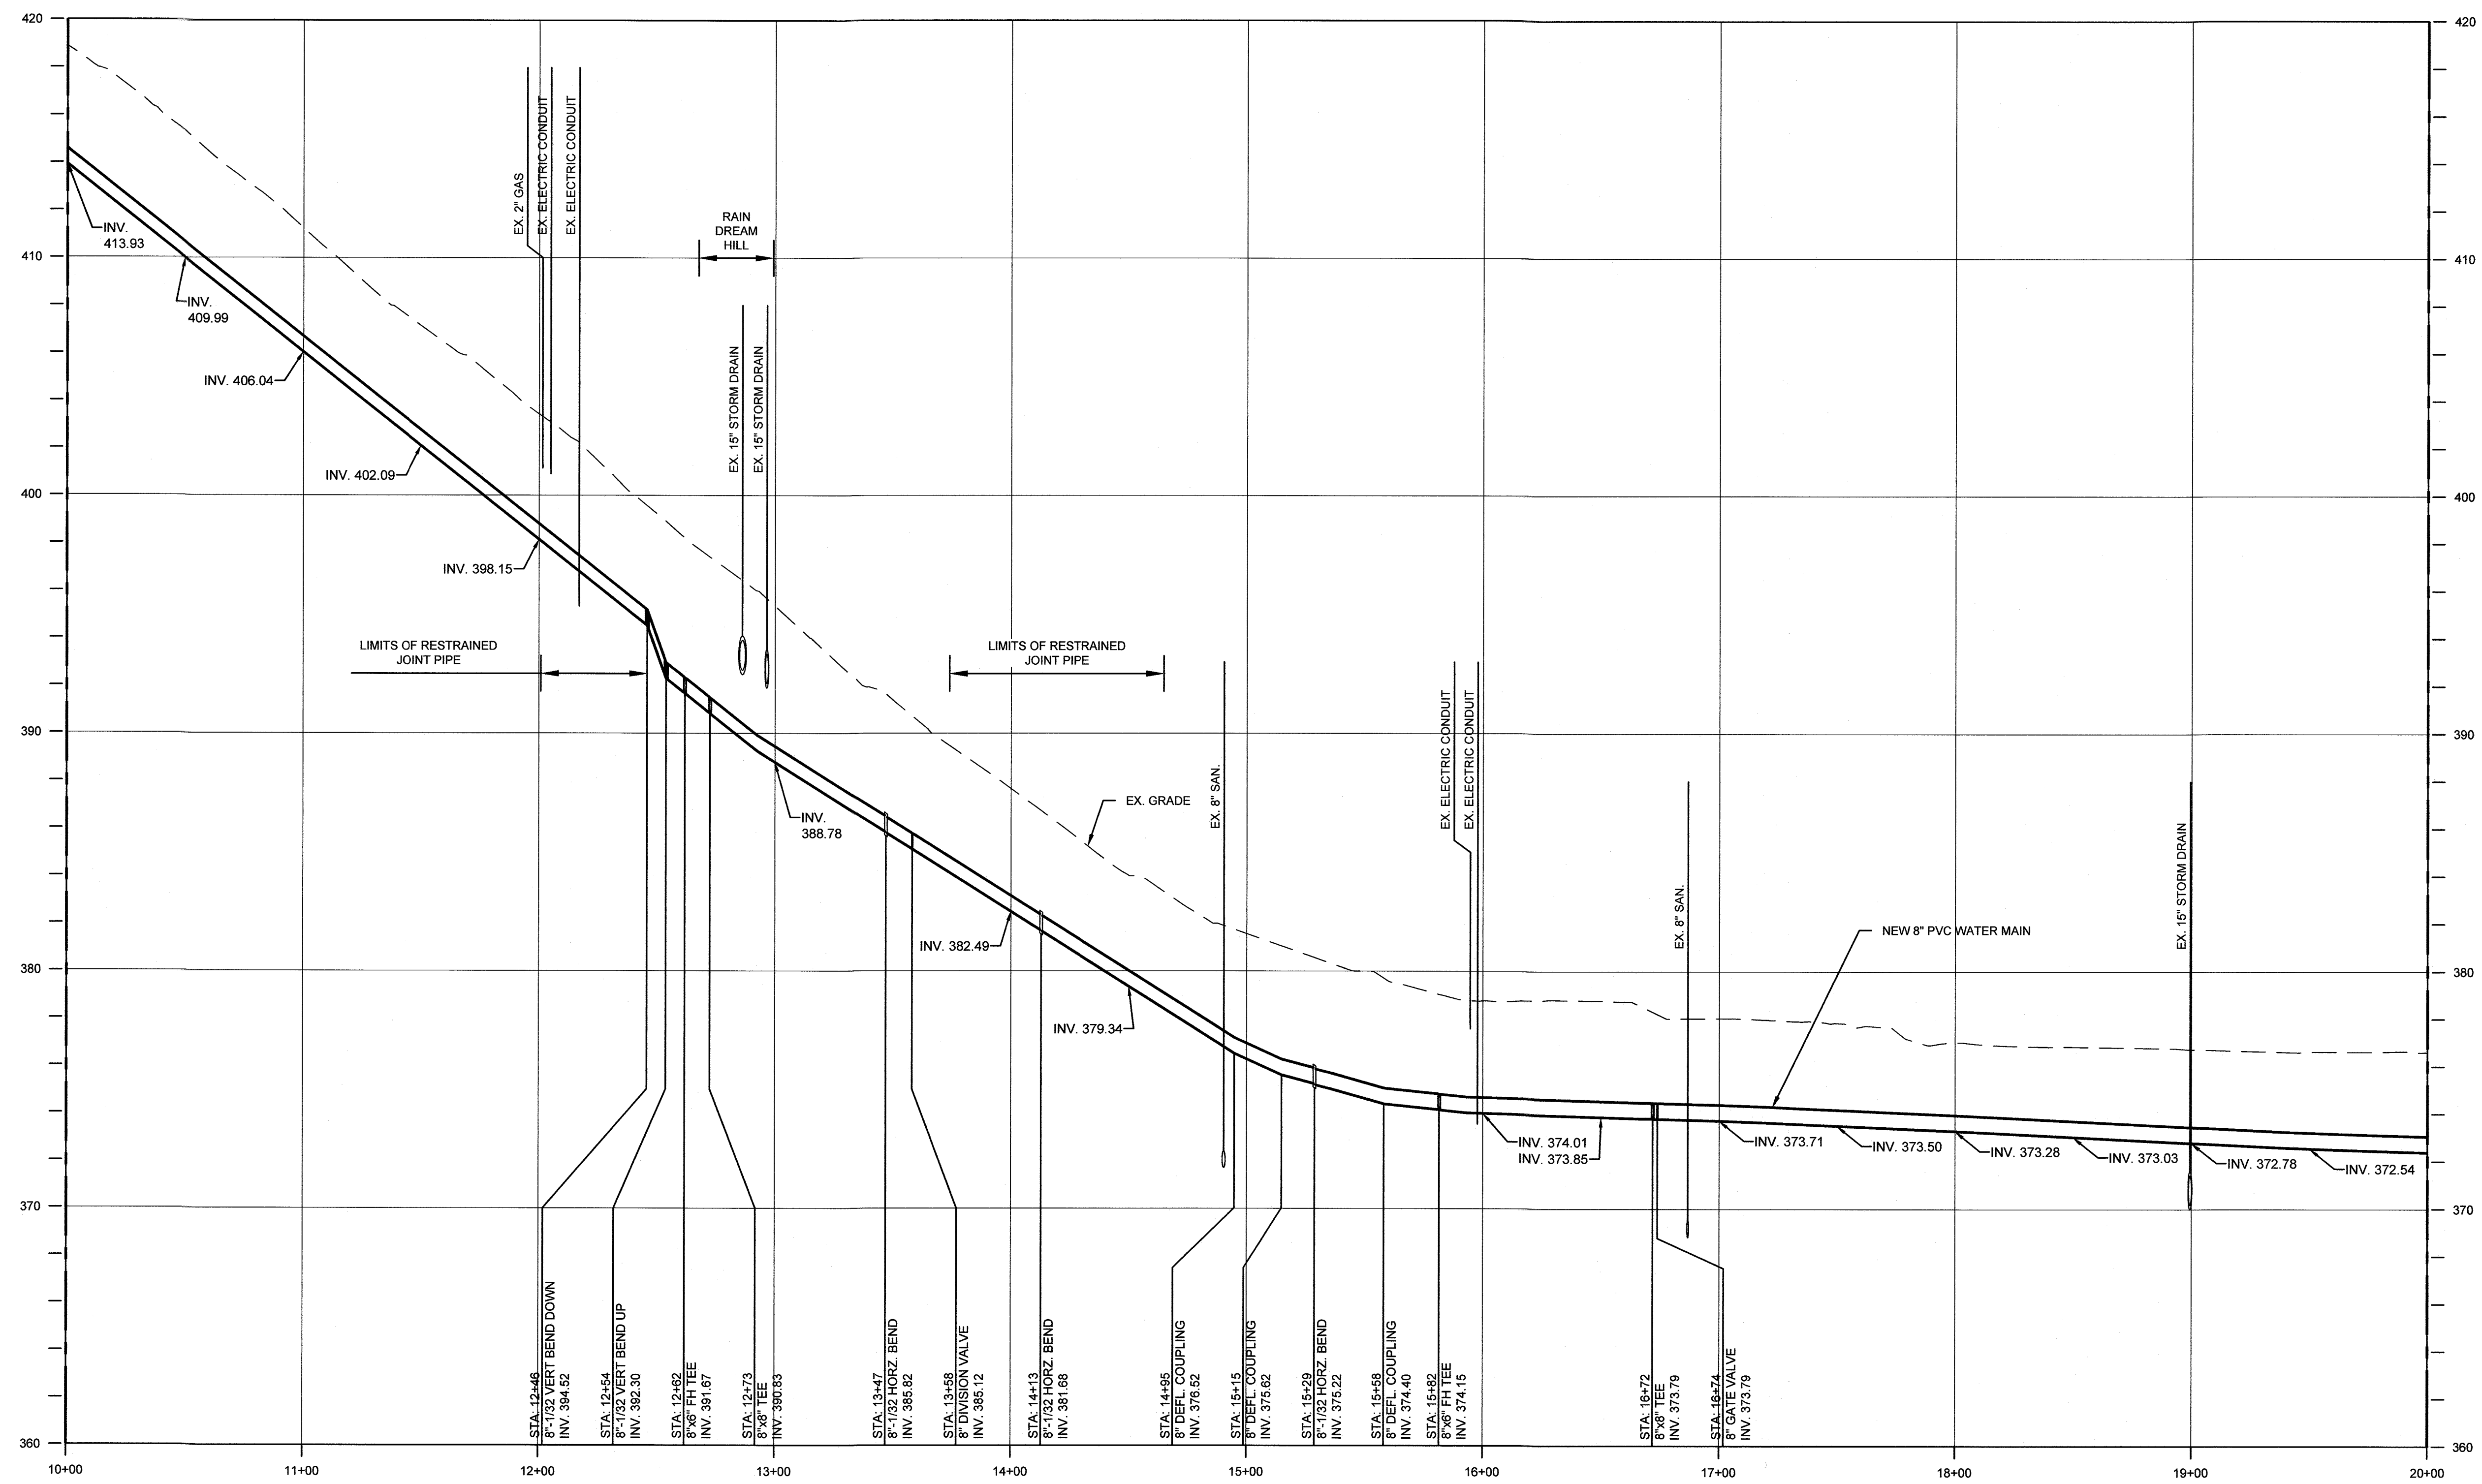 420
420
EX. 2" GAS
EX. ELECTRIC CONDUIT
EX. ELECTRIC CONDUIT
RAIN
DREAM
HILL
INV.
413.93
410
410
INV.
409.99
INV. 406.04
EX. 15" STORM DRAIN
EX. 15" STORM DRAIN
INV. 402.09
400
400
INV. 398.15
LIMITS OF RESTRAINED
JOINT PIPE
LIMITS OF RESTRAINED
JOINT PIPE
390
390
EX. 8" SAN.
EX. ELECTRIC CONDUIT
EX. ELECTRIC CONDUIT
EX. GRADE
INV.
388.78
EX. 8" SAN.
EX. 15" STORM DRAIN
NEW 8" PVC WATER MAIN
INV. 382.49
380
380
INV. 379.34
INV. 374.01
INV. 373.85
INV. 373.71
INV. 373.50
INV. 373.28
INV. 373.03
INV. 372.78
INV. 372.54
370
370
STA: 12+46
8"-1/32 VERT BEND DOWN
INV. 394.52
STA: 12+54
8"-1/32 VERT BEND UP
INV. 392.30
STA: 12+62
8"x6" FH TEE
INV. 391.67
STA: 12+73
8"x8" TEE
INV. 390.83
STA: 13+47
8"-1/32 HORZ. BEND
INV. 385.82
STA: 13+58
8" DIVISION VALVE
INV. 385.12
STA: 14+13
8"-1/32 HORZ. BEND
INV. 381.68
STA: 14+95
8" DEFL. COUPLING
INV. 376.52
STA: 15+15
8" DEFL. COUPLING
INV. 375.62
STA: 15+29
8"-1/32 HORZ. BEND
INV. 375.22
STA: 15+58
8" DEFL. COUPLING
INV. 374.40
STA: 15+82
8"x6" FH TEE
INV. 374.15
STA: 16+72
8"x8" TEE
INV. 373.79
STA: 16+74
8" GATE VALVE
INV. 373.79
360
360
10+00
11+00
12+00
13+00
14+00
15+00
16+00
17+00
18+00
19+00
20+00